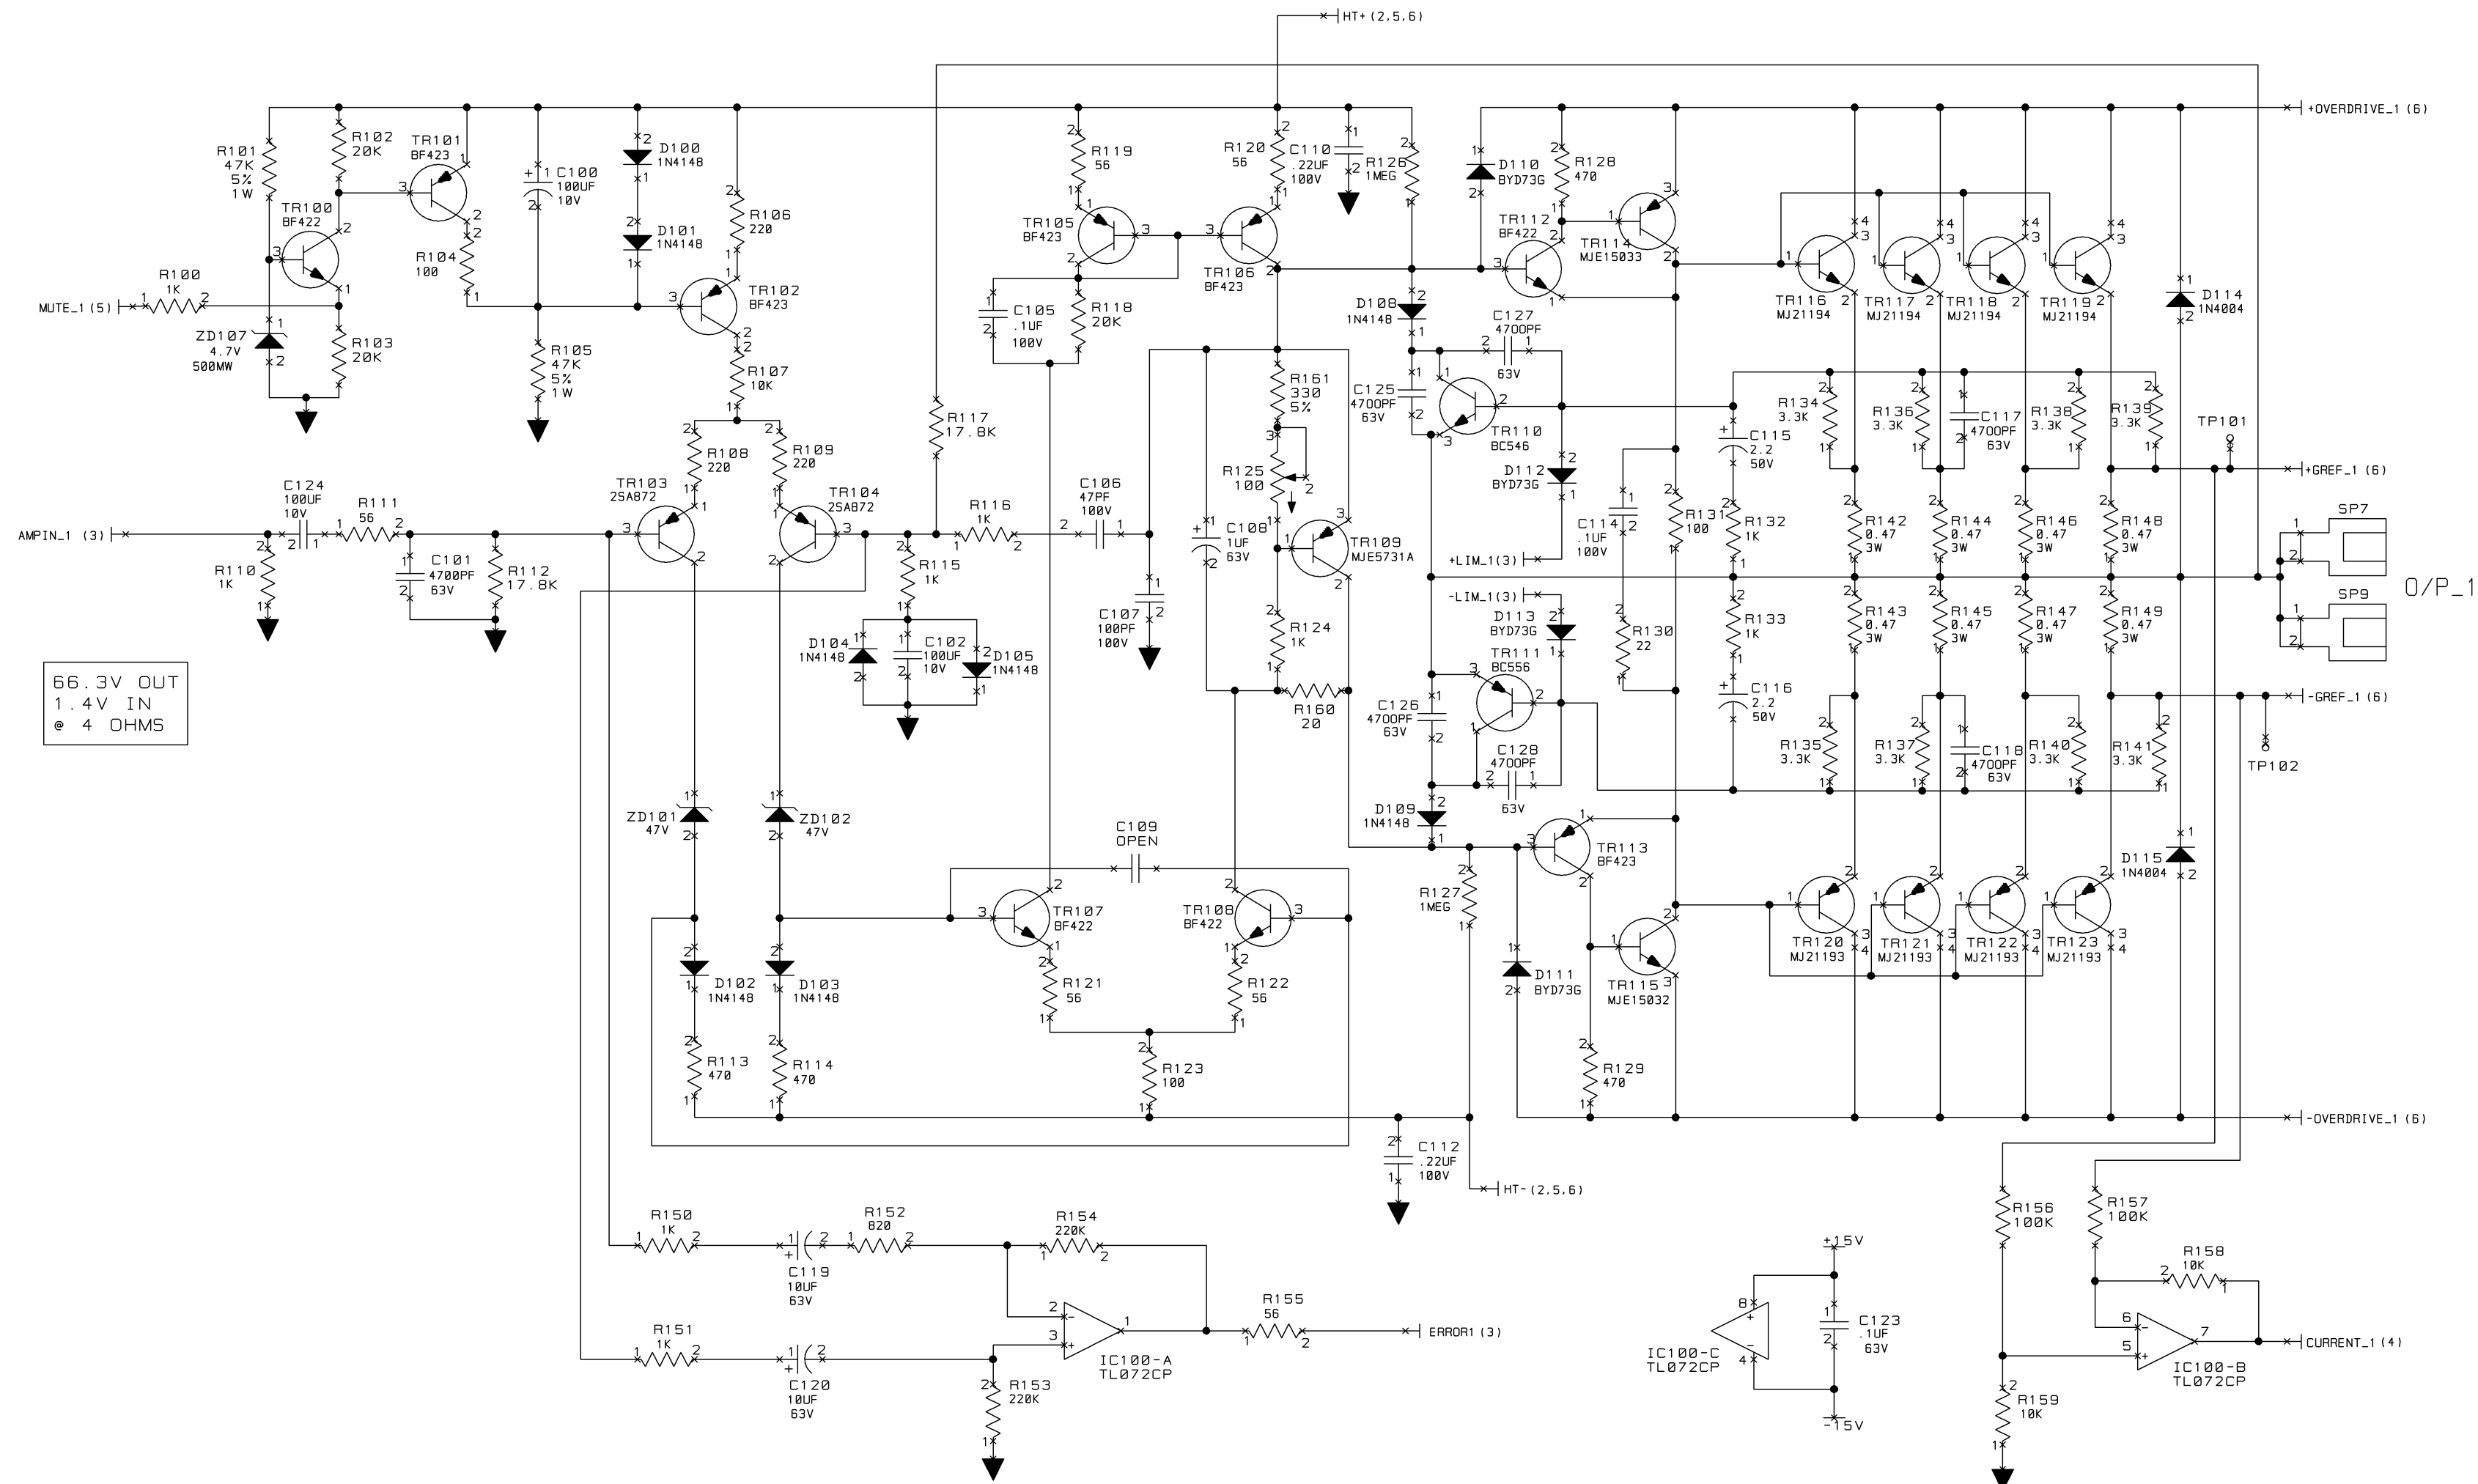 HT+(2,5,6)
+OVERDRIVE_1 (6)
R101
47K
5%
1W
R102
20K
TR101
BF423
C100
100UF
10V
D100
1N4148
R106
220
R119
56
R120
56
C110
.22UF
100V
R126
1MEG
D110
BYD73G
R128
470
TR100
BF422
R104
100
D101
1N4148
TR102
BF423
TR105
BF423
TR106
BF423
TR112
BF422
TR114
MJE15033
TR116
MJ21194
TR117
MJ21194
TR118
MJ21194
TR119
MJ21194
D114
1N4004
R100
1K
MUTE_1 (5)
ZD107
4.7V
500MW
R103
20K
R105
47K
5%
1W
R107
10K
C105
.1UF
100V
R118
20K
D108
1N4148
C127
4700PF
63V
R161
330
5%
C125
4700PF
63V
TR110
BC546
R117
17.8K
R108
220
R109
220
R125
100
D112
BYD73G
C115
2.2
50V
R134
3.3K
R136
3.3K
C117
4700PF
63V
R138
3.3K
R139
3.3K
TP101
+GREF_1 (6)
AMPIN_1 (3)
C124
100UF
10V
R111
56
TR103
2SA872
TR104
2SA872
R116
1K
C106
47PF
100V
C108
1UF
63V
TR109
MJE5731A
C114
.1UF
100V
R131
100
R132
1K
R142
0.47
3W
R144
0.47
3W
R146
0.47
3W
R148
0.47
3W
SP7
R110
1K
C101
4700PF
63V
R112
17.8K
R115
1K
+LIM_1(3)
-LIM_1(3)
O/P_1
SP9
C107
100PF
100V
R124
1K
D113
BYD73G
R130
22
R133
1K
R143
0.47
3W
R145
0.47
3W
R147
0.47
3W
R149
0.47
3W
D104
1N4148
C102
100UF
10V
D105
1N4148
66.3V OUT
1.4V IN
@ 4 OHMS
R160
20
TR111
BC556
C126
4700PF
63V
C128
4700PF
63V
C116
2.2
50V
-GREF_1 (6)
R135
3.3K
R137
3.3K
C118
4700PF
63V
R140
3.3K
R141
3.3K
TP102
ZD101
47V
ZD102
47V
C109
OPEN
D109
1N4148
TR113
BF423
D115
1N4004
TR107
BF422
TR108
BF422
R127
1MEG
TR120
MJ21193
TR121
MJ21193
TR122
MJ21193
TR123
MJ21193
D102
1N4148
D103
1N4148
R121
56
R122
56
D111
BYD73G
TR115
MJE15032
R113
470
R114
470
R123
100
R129
470
-OVERDRIVE_1 (6)
C112
.22UF
100V
HT-(2,5,6)
R150
1K
R152
820
R154
220K
C119
10UF
63V
R151
1K
C120
10UF
63V
R155
56
ERROR1 (3)
IC100-A
TL072CP
R153
220K
+15V
IC100-C
TL072CP
C123
.1UF
63V
-15V
R156
100K
R157
100K
R158
10K
CURRENT_1 (4)
IC100-B
TL072CP
R159
10K